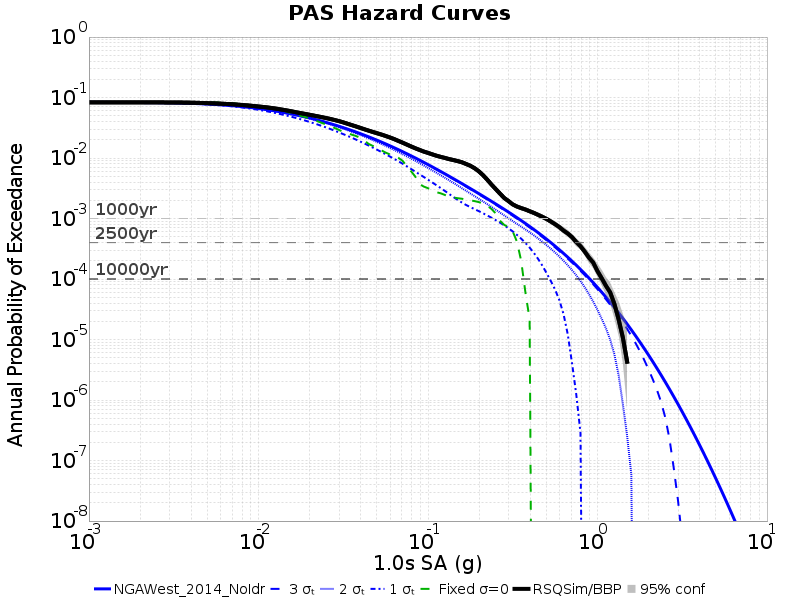 PAS Hazard Curves
Annual Probability of Exceedance
10^0
10^-1
10^-2
10^-3
10^-4
10^-5
10^-6
10^-7
10^-8
1000yr
2500yr
10000yr
10^-3 10^-2 10^-1 10^0 10^1
1.0s SA (g)
NGAWest_2014_NoIdr 3 σₜ 2 σₜ 1 σₜ Fixed σ=0 RSQSim/BBP 95% conf